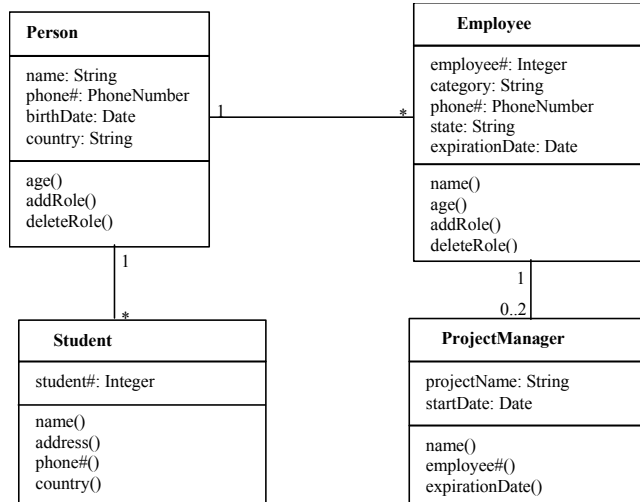 Person
name: String
phone#: PhoneNumber
birthDate: Date
country: String
age()
addRole()
deleteRole()
1
*
Employee
employee#: Integer
category: String
phone#: PhoneNumber
state: String
expirationDate: Date
name()
age()
addRole()
deleteRole()
1
*
Student
student#: Integer
name()
address()
phone#()
country()
1
0..2
ProjectManager
projectName: String
startDate: Date
name()
employee#()
expirationDate()